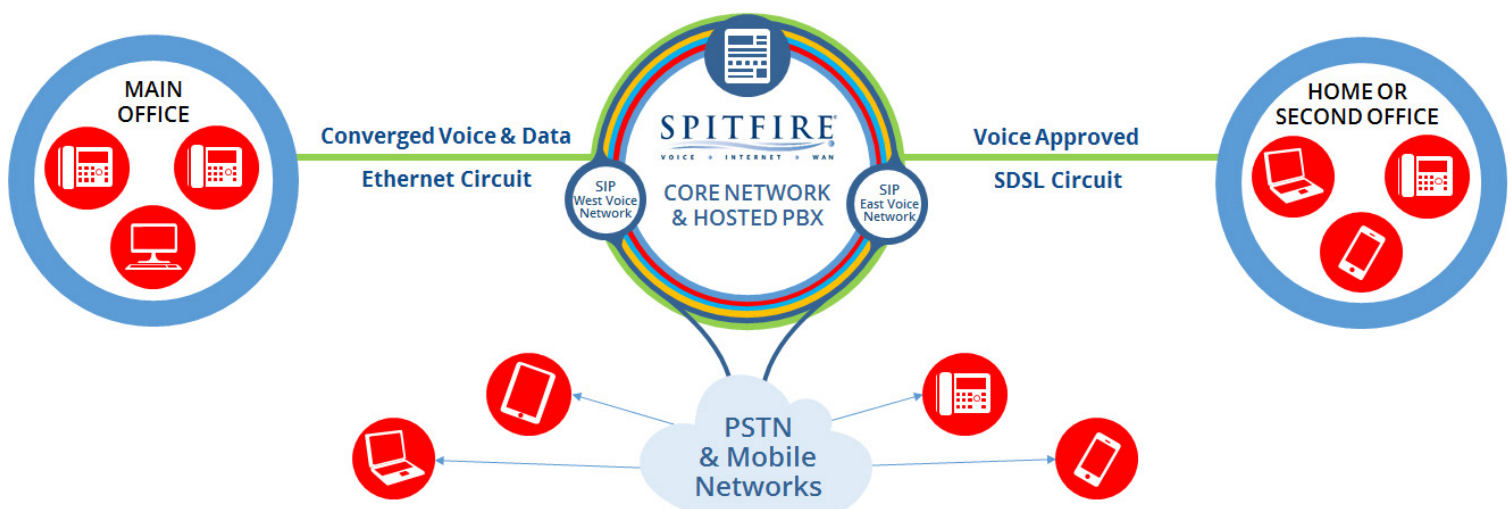 MAIN
OFFICE
Converged Voice & Data
Ethernet Circuit
SPITFIRE
VOICE INTERNET WAN
CORE NETWORK
& HOSTED PBX
SIP
West Voice
Network
SIP
East Voice
Network
Voice Approved
SDSL Circuit
HOME OR
SECOND OFFICE
PSTN
& Mobile
Networks